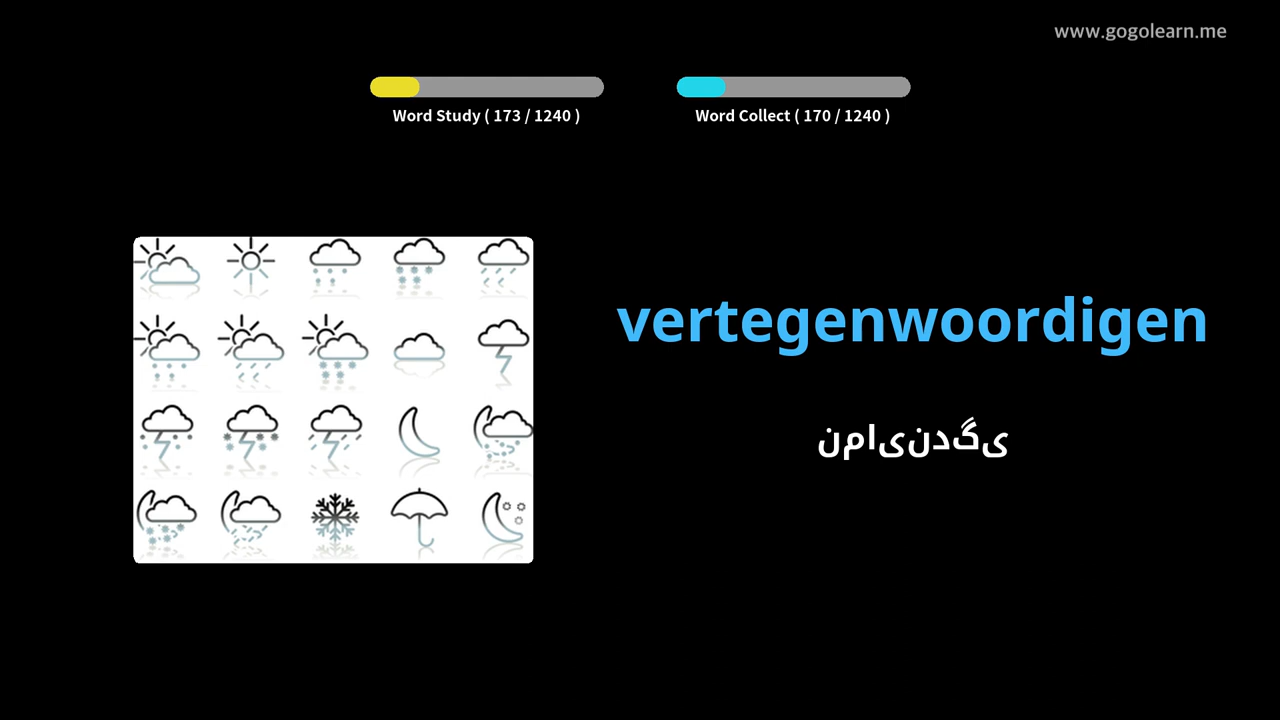 www.gogolearn.me
Word Study ( 173 / 1240 )
Word Collect ( 170 / 1240 )
vertegenwoordigen
نمایندگی